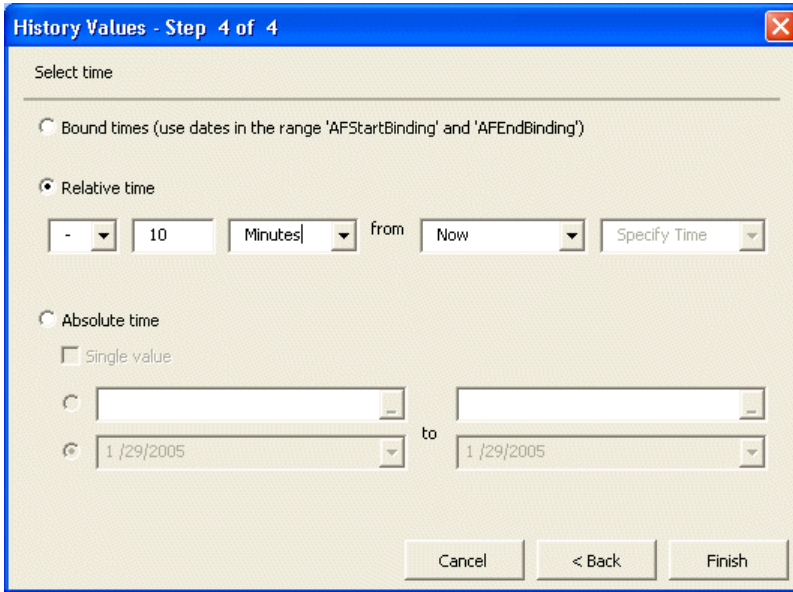 History Values - Step 4 of 4
Select time
Bound times (use dates in the range 'AFStartBinding' and 'AFEndBinding')
Relative time
- 10 Minutes from Now Specify Time
Absolute time
Single value
to
1 /29/2005 1 /29/2005
Cancel < Back Finish